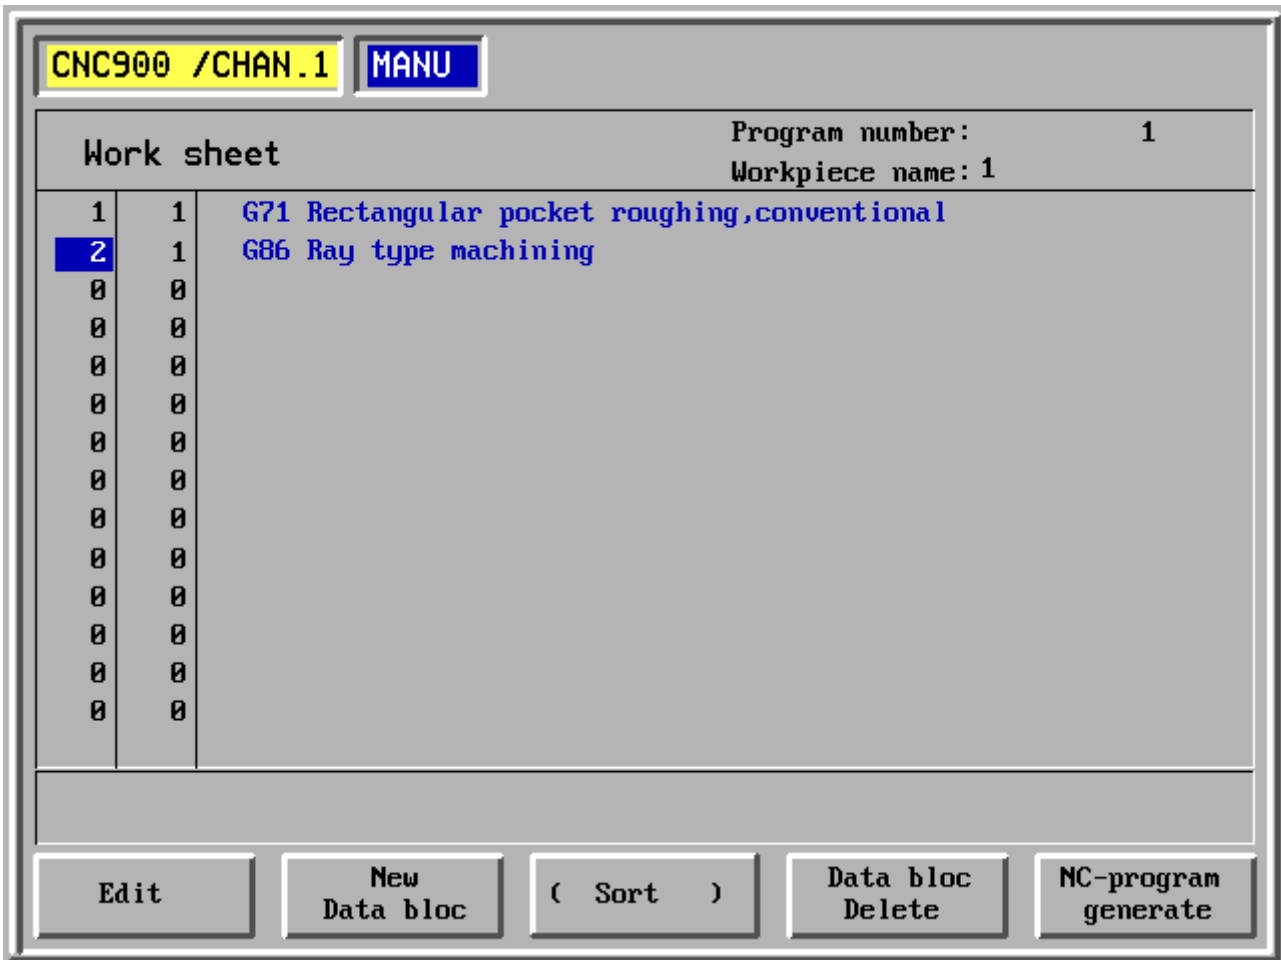 CNC900 /CHAN.1 MANU
Work sheet
Program number: 1
Workpiece name: 1
1 1 G71 Rectangular pocket roughing,conventional
2 1 G86 Ray type machining
0 0
0 0
0 0
0 0
0 0
0 0
0 0
0 0
0 0
0 0
0 0
0 0
Edit
New
Data bloc
( Sort )
Data bloc
Delete
NC-program
generate